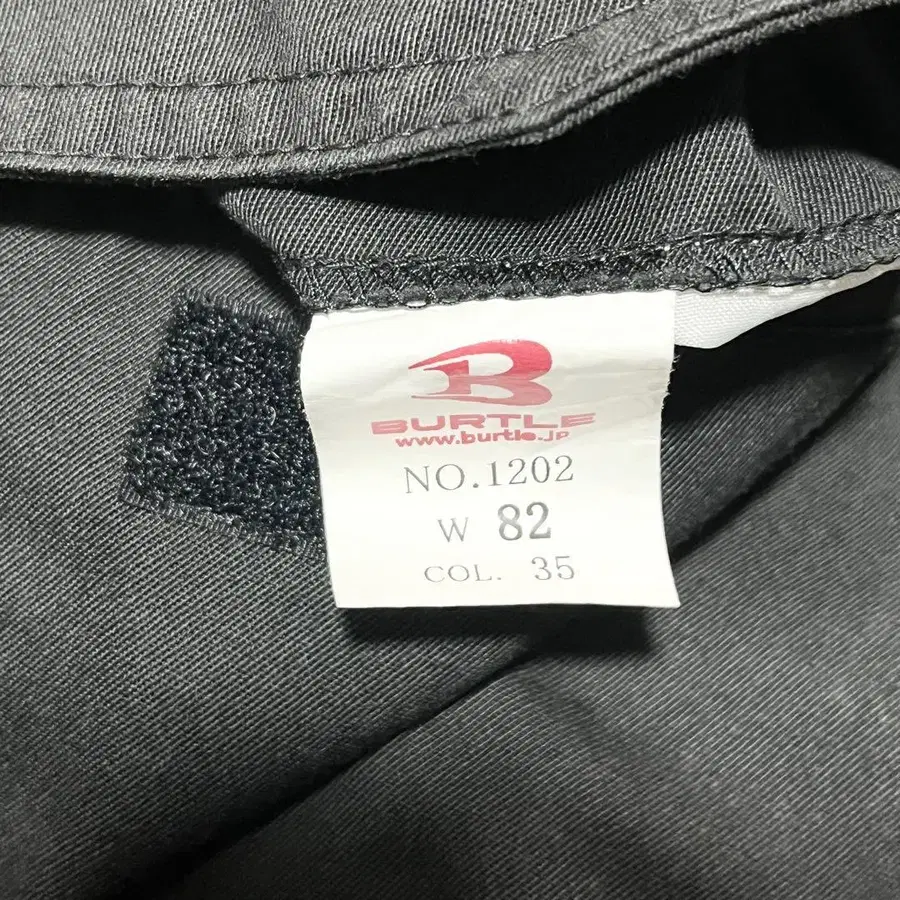 B
BURTLE
www.burtle.jp
NO.1202
W 82
COL. 35